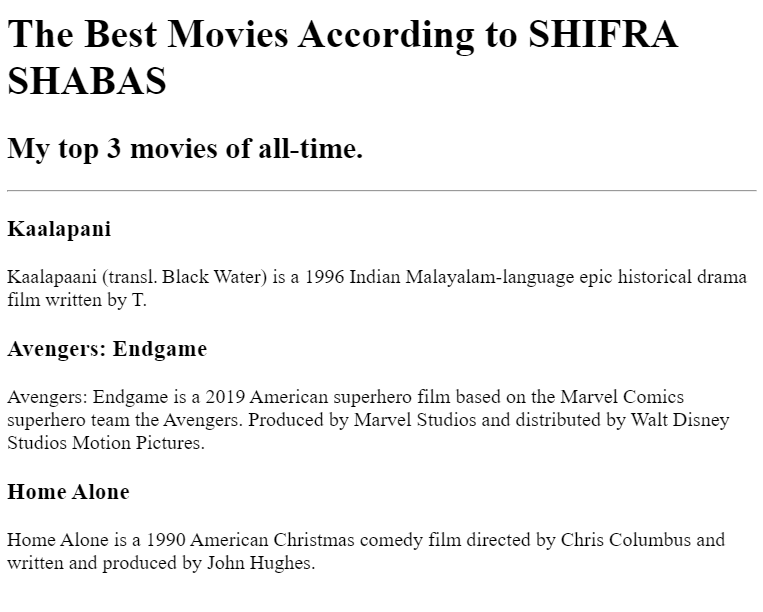 The Best Movies According to SHIFRA
SHABAS
My top 3 movies of all-time.
Kaalapani
Kaalapaani (transl. Black Water) is a 1996 Indian Malayalam-language epic historical drama
film written by T.
Avengers: Endgame
Avengers: Endgame is a 2019 American superhero film based on the Marvel Comics
superhero team the Avengers. Produced by Marvel Studios and distributed by Walt Disney
Studios Motion Pictures.
Home Alone
Home Alone is a 1990 American Christmas comedy film directed by Chris Columbus and
written and produced by John Hughes.